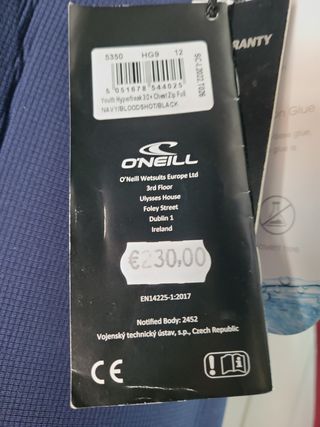 5350 HG9 12
5 051678 544025
Youth Hyperfreak 3/2+ Chest Zip Full
NAVY/BLOODSHOT/BLACK
O'NEILL
O'Neill Wetsuits Europe Ltd
3rd Floor
Ulysses House
Foley Street
Dublin 1
Ireland
€230,00
EN14225-1:2017
Notified Body: 2452
Vojenský technický ústav, s.p., Czech Republic
CE
RANTY
Glue